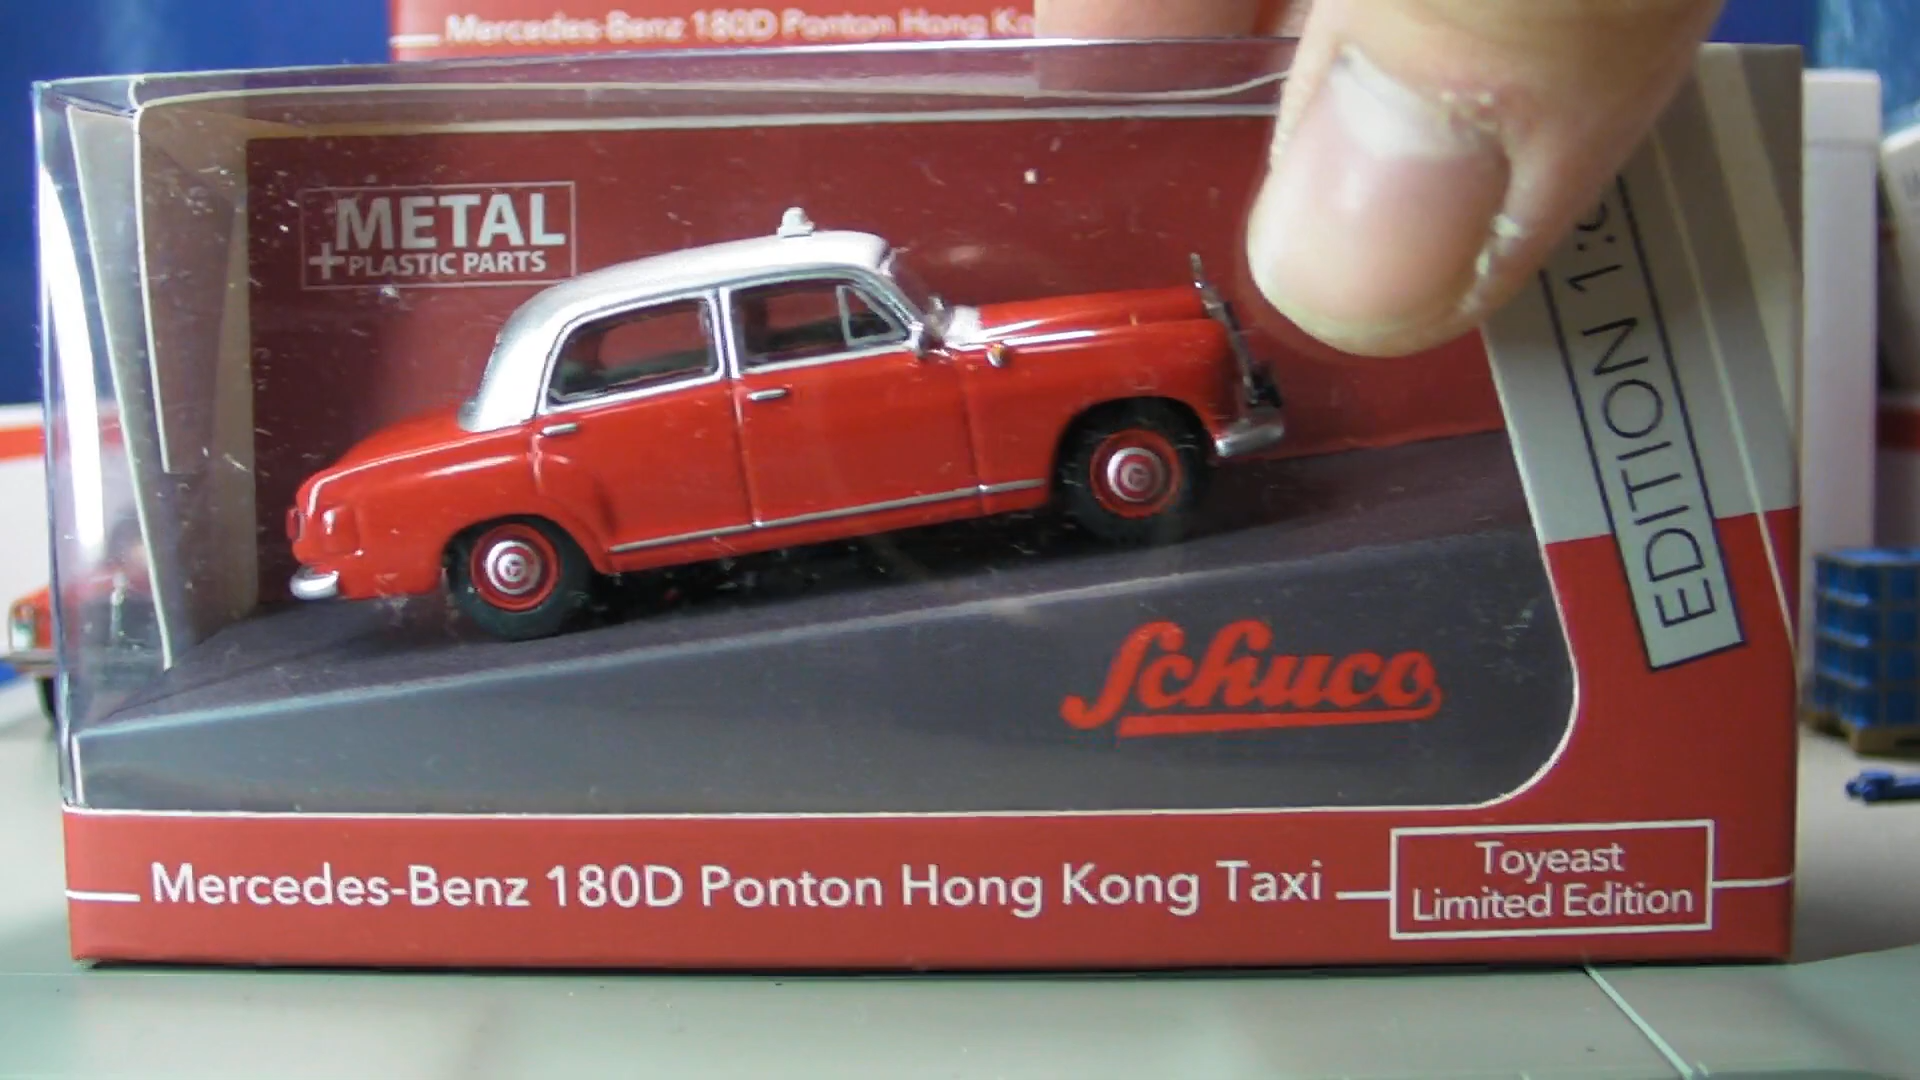 Mercedes-Benz 180D Ponton Hong
METAL
+PLASTIC PARTS
EDITION 1:
Schuco
Mercedes-Benz 180D Ponton Hong Kong Taxi
Toyeast
Limited Edition